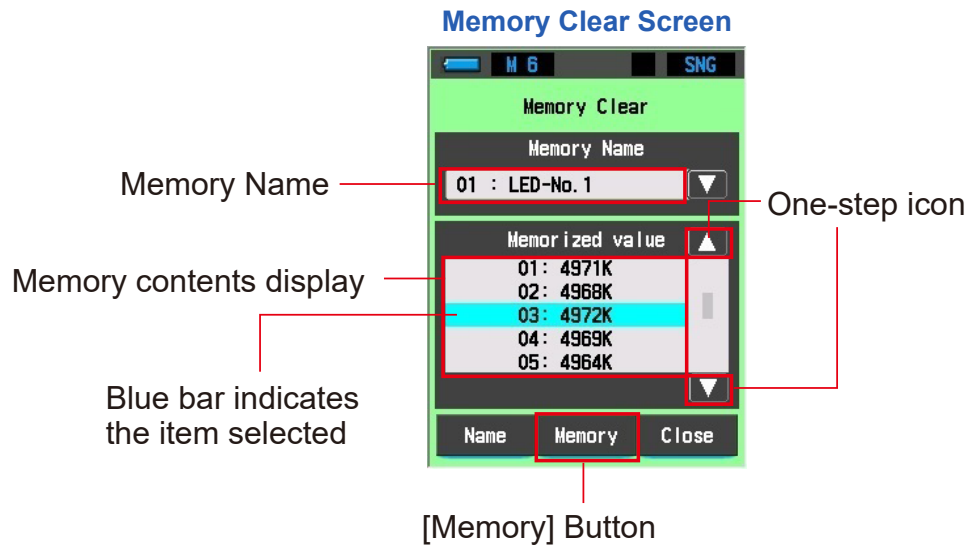 Memory Clear Screen
M 6 SNG
Memory Clear
Memory Name
Memory Name
01 : LED-No.1
One-step icon
Memorized value
Memory contents display
01: 4971K
02: 4968K
03: 4972K
04: 4969K
05: 4964K
Blue bar indicates
the item selected
Name Memory Close
[Memory] Button